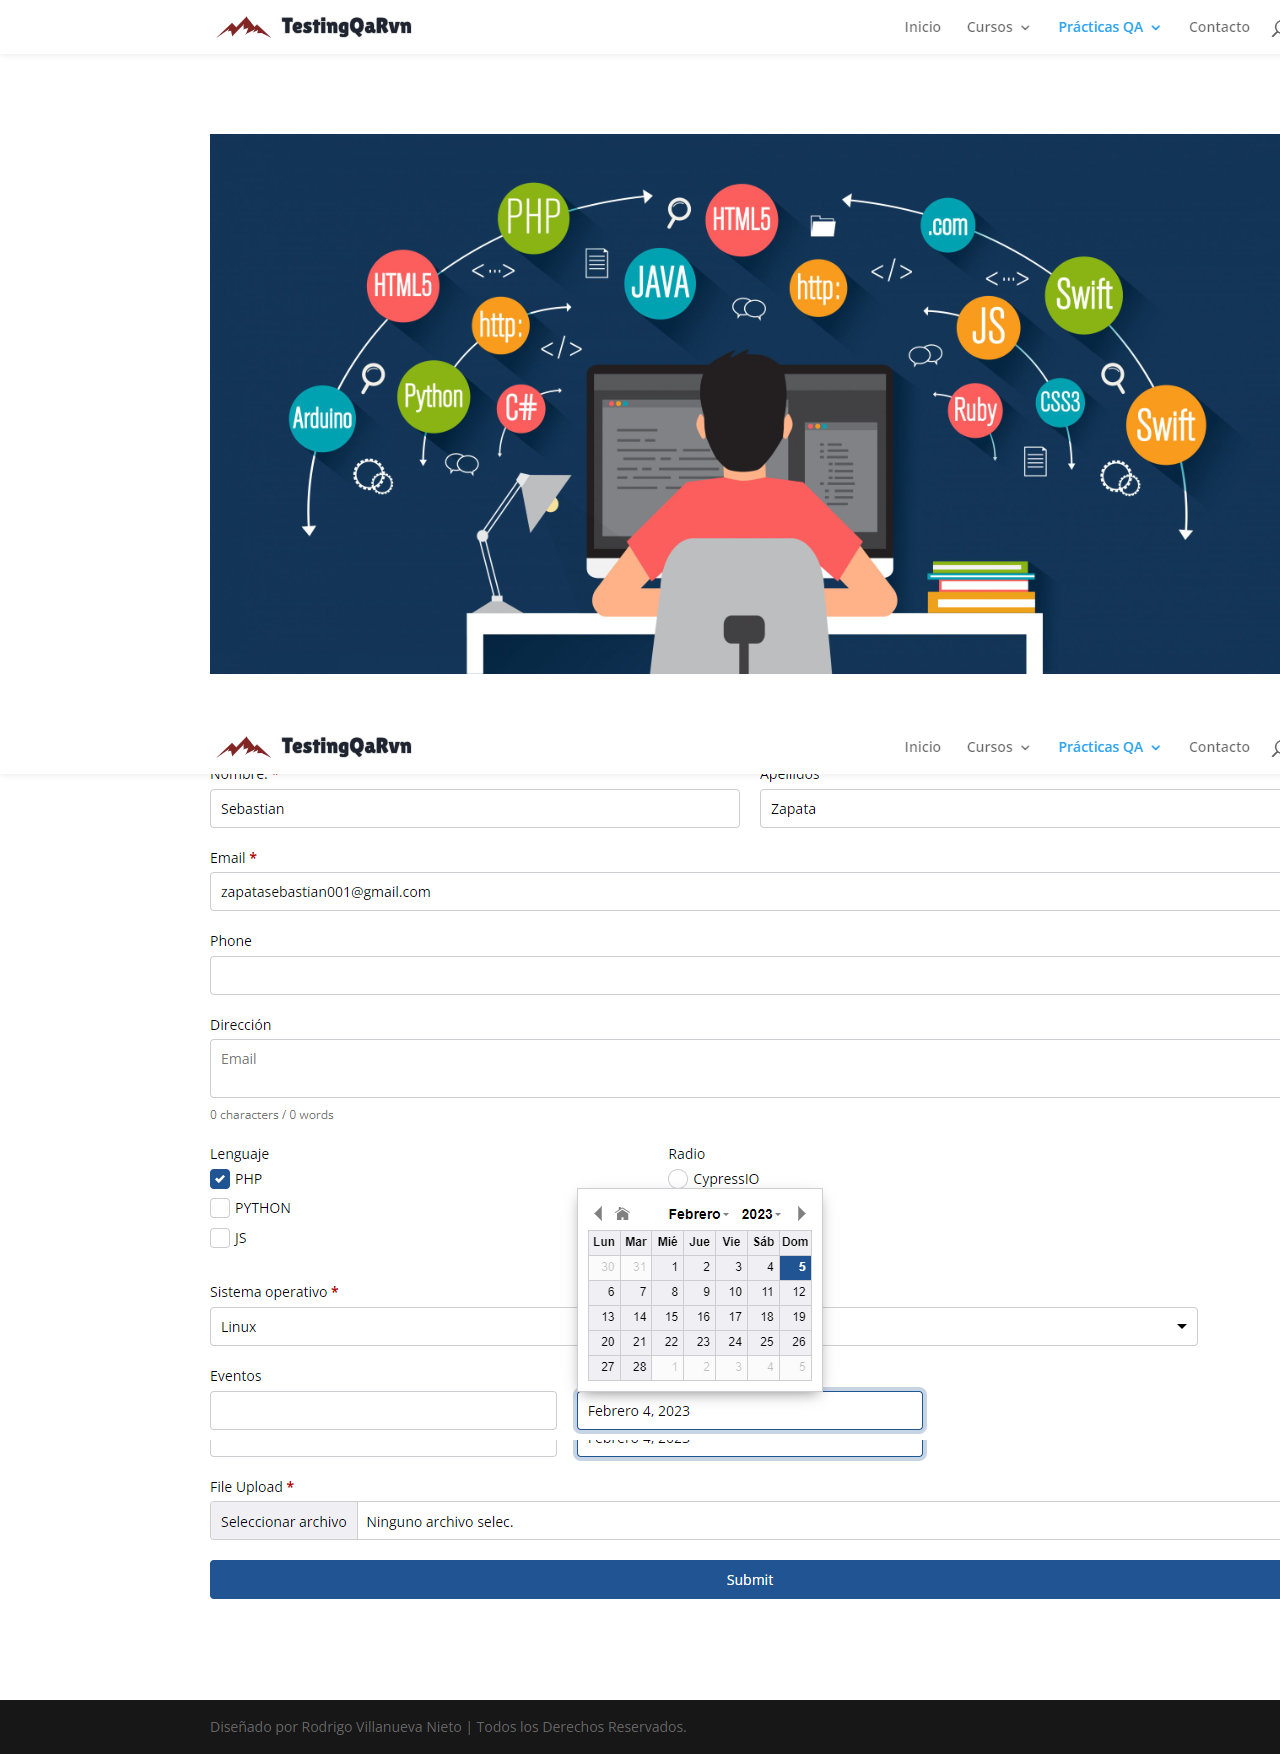 TestingQaRvn Inicio Cursos Prácticas QA Contacto
PHP HTML5 .com
HTML5 JAVA http: Swift
http: JS
Python C# Ruby CSS3
Arduino Swift
TestingQaRvn Inicio Cursos Prácticas QA Contacto
Nombre. * Apellidos
Sebastian Zapata
Email *
zapatasebastian001@gmail.com
Phone
Dirección
Email
0 characters / 0 words
Lenguaje Radio
PHP CypressIO
PYTHON
JS
Febrero 2023
Lun Mar Mié Jue Vie Sáb Dom
30 31 1 2 3 4 5
6 7 8 9 10 11 12
13 14 15 16 17 18 19
20 21 22 23 24 25 26
27 28 1 2 3 4 5
Sistema operativo *
Linux
Eventos
Febrero 4, 2023
Febrero 4, 2023
File Upload *
Seleccionar archivo Ninguno archivo selec.
Submit
Diseñado por Rodrigo Villanueva Nieto | Todos los Derechos Reservados.